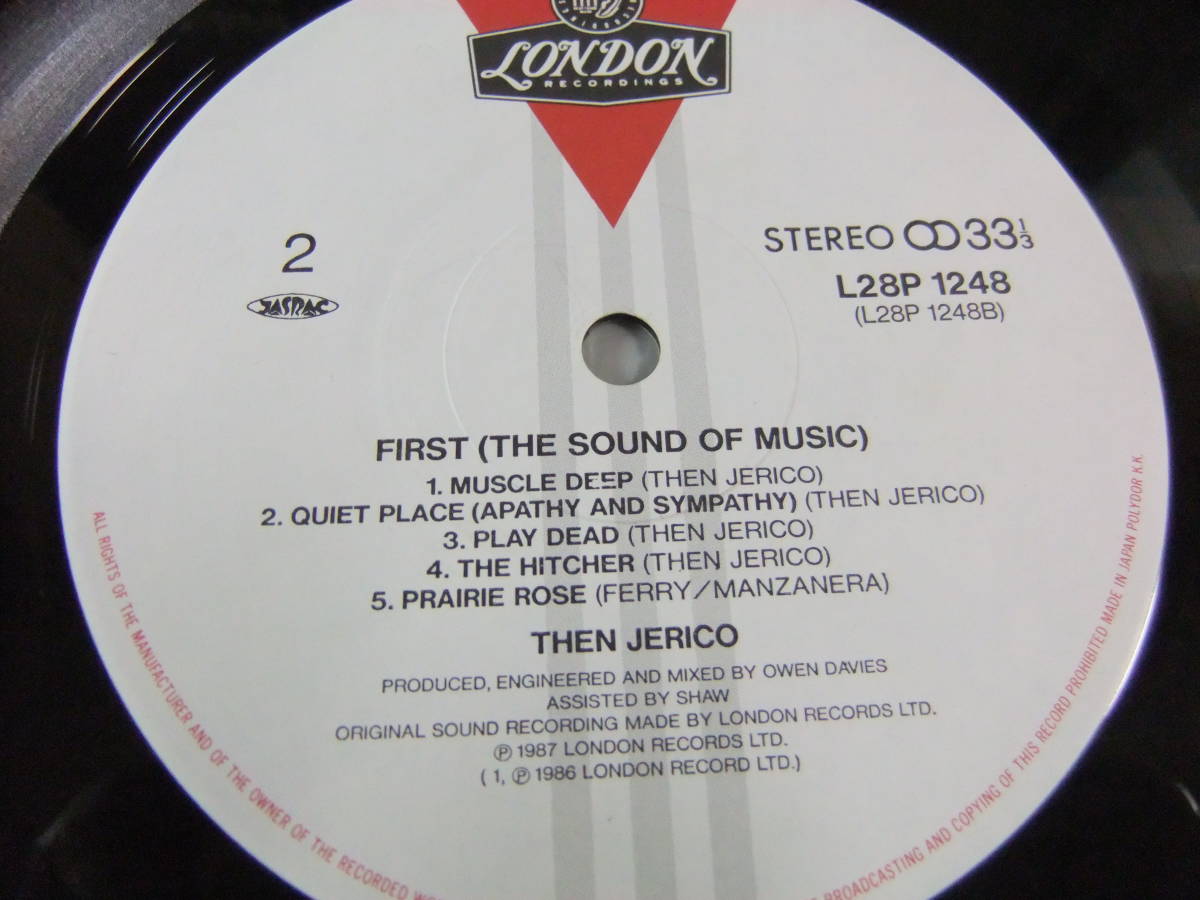 LONDON
RECORDINGS
2
JASRAC
STEREO 33 1/3
L28P 1248
(L28P 1248B)
FIRST (THE SOUND OF MUSIC)
1. MUSCLE DEEP (THEN JERICO)
2. QUIET PLACE (APATHY AND SYMPATHY) (THEN JERICO)
3. PLAY DEAD (THEN JERICO)
4. THE HITCHER (THEN JERICO)
5. PRAIRIE ROSE (FERRY/MANZANERA)
THEN JERICO
PRODUCED, ENGINEERED AND MIXED BY OWEN DAVIES
ASSISTED BY SHAW
ORIGINAL SOUND RECORDING MADE BY LONDON RECORDS LTD.
℗ 1987 LONDON RECORDS LTD.
( 1, ℗ 1986 LONDON RECORD LTD.)
ALL RIGHTS OF THE MANUFACTURER AND OF THE OWNER OF THE RECORDED
BROADCASTING AND COPYING OF THIS RECORD PROHIBITED MADE IN JAPAN POLYDOR K.K.